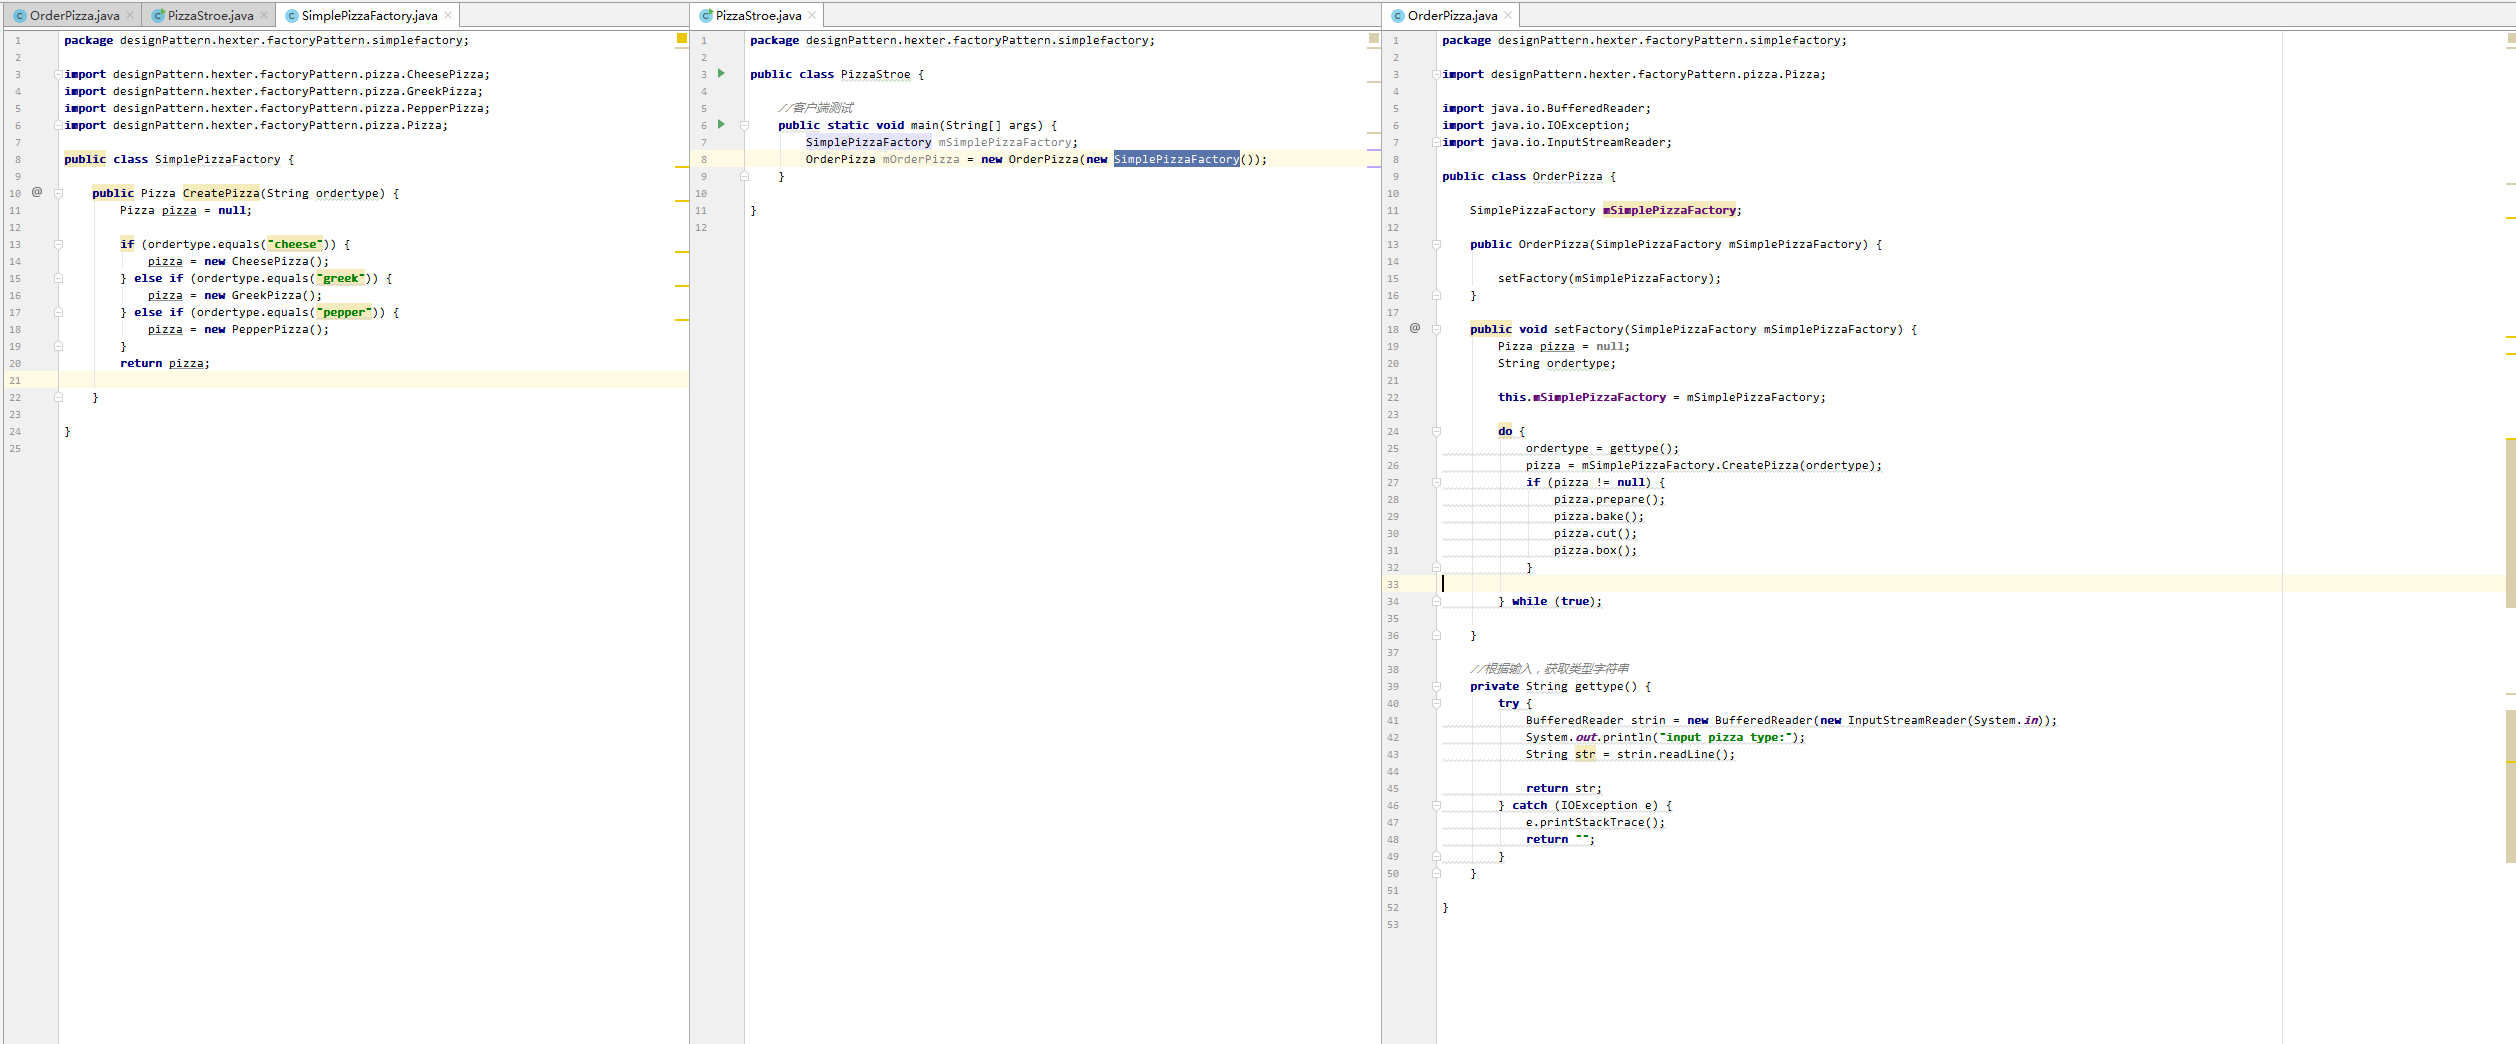 OrderPizza.java
PizzaStroe.java
SimplePizzaFactory.java
1 package designPattern.hexter.factoryPattern.simplefactory;
2
3 import designPattern.hexter.factoryPattern.pizza.CheesePizza;
4 import designPattern.hexter.factoryPattern.pizza.GreekPizza;
5 import designPattern.hexter.factoryPattern.pizza.PepperPizza;
6 import designPattern.hexter.factoryPattern.pizza.Pizza;
7
8 public class SimplePizzaFactory {
9
10 @ public Pizza CreatePizza(String ordertype) {
11 Pizza pizza = null;
12
13 if (ordertype.equals("cheese")) {
14 pizza = new CheesePizza();
15 } else if (ordertype.equals("greek")) {
16 pizza = new GreekPizza();
17 } else if (ordertype.equals("pepper")) {
18 pizza = new PepperPizza();
19 }
20 return pizza;
21
22 }
23
24 }
25
PizzaStroe.java
1 package designPattern.hexter.factoryPattern.simplefactory;
2
3 public class PizzaStroe {
4
5 //客户端测试
6 public static void main(String[] args) {
7 SimplePizzaFactory mSimplePizzaFactory;
8 OrderPizza mOrderPizza = new OrderPizza(new SimplePizzaFactory());
9 }
10
11 }
12
OrderPizza.java
1 package designPattern.hexter.factoryPattern.simplefactory;
2
3 import designPattern.hexter.factoryPattern.pizza.Pizza;
4
5 import java.io.BufferedReader;
6 import java.io.IOException;
7 import java.io.InputStreamReader;
8
9 public class OrderPizza {
10
11 SimplePizzaFactory mSimplePizzaFactory;
12
13 public OrderPizza(SimplePizzaFactory mSimplePizzaFactory) {
14
15 setFactory(mSimplePizzaFactory);
16 }
17
18 @ public void setFactory(SimplePizzaFactory mSimplePizzaFactory) {
19 Pizza pizza = null;
20 String ordertype;
21
22 this.mSimplePizzaFactory = mSimplePizzaFactory;
23
24 do {
25 ordertype = gettype();
26 pizza = mSimplePizzaFactory.CreatePizza(ordertype);
27 if (pizza != null) {
28 pizza.prepare();
29 pizza.bake();
30 pizza.cut();
31 pizza.box();
32 }
33
34 } while (true);
35
36 }
37
38 //根据输入，获取类型字符串
39 private String gettype() {
40 try {
41 BufferedReader strin = new BufferedReader(new InputStreamReader(System.in));
42 System.out.println("input pizza type:");
43 String str = strin.readLine();
44
45 return str;
46 } catch (IOException e) {
47 e.printStackTrace();
48 return "";
49 }
50 }
51
52 }
53